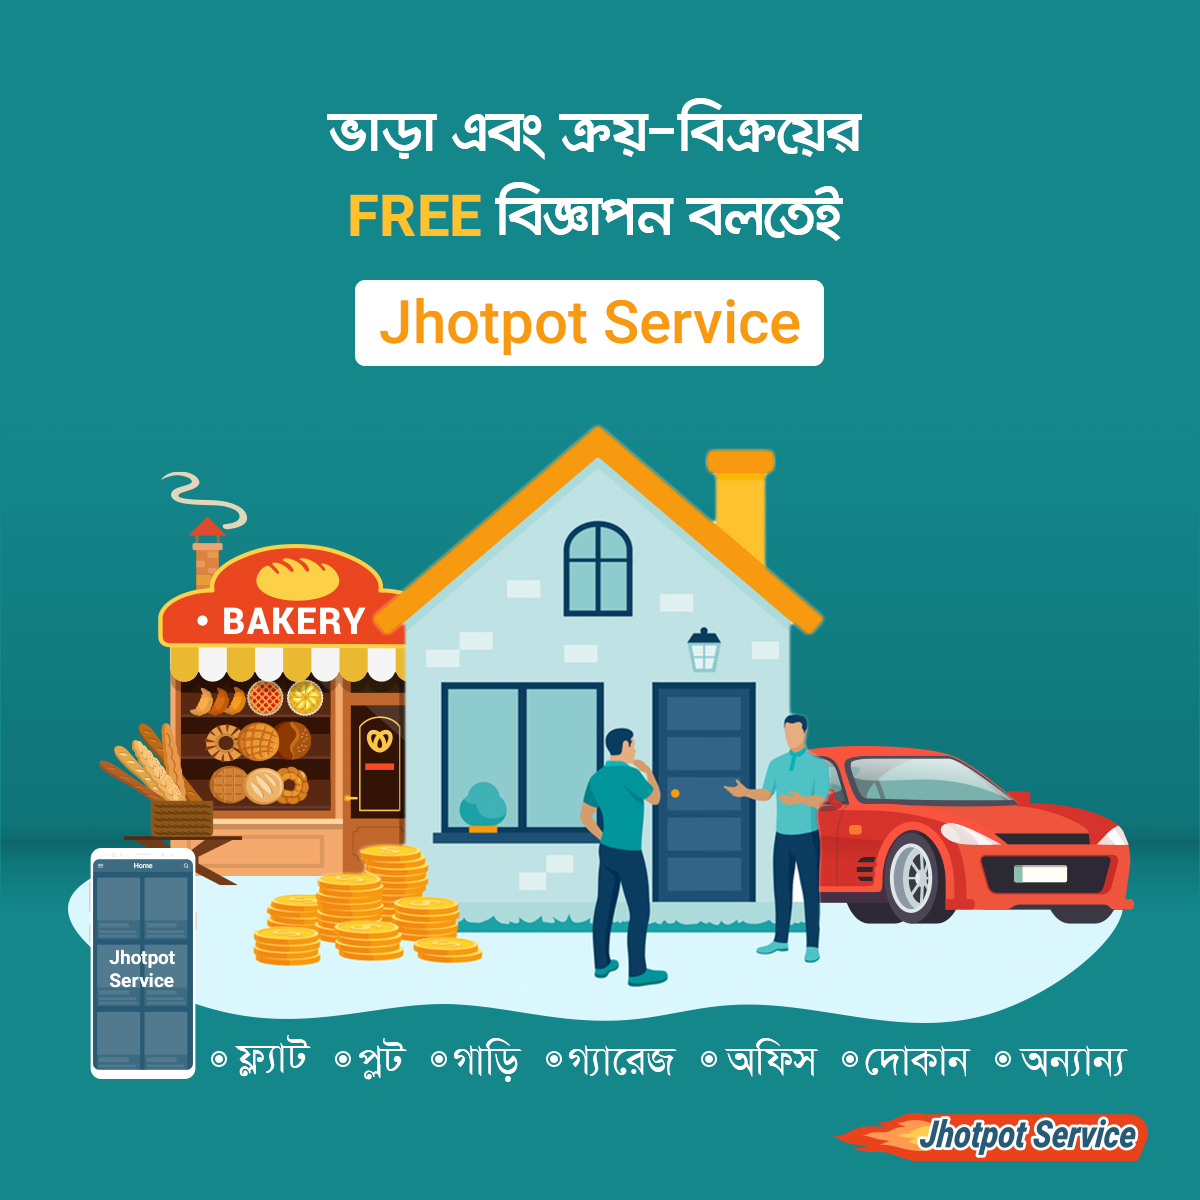 ভাড়া এবং ক্রয়-বিক্রয়ের
FREE বিজ্ঞাপন বলতেই
Jhotpot Service
• BAKERY
Home
Jhotpot
Service
ফ্ল্যাট প্লট গাড়ি গ্যারেজ অফিস দোকান অন্যান্য
Jhotpot Service